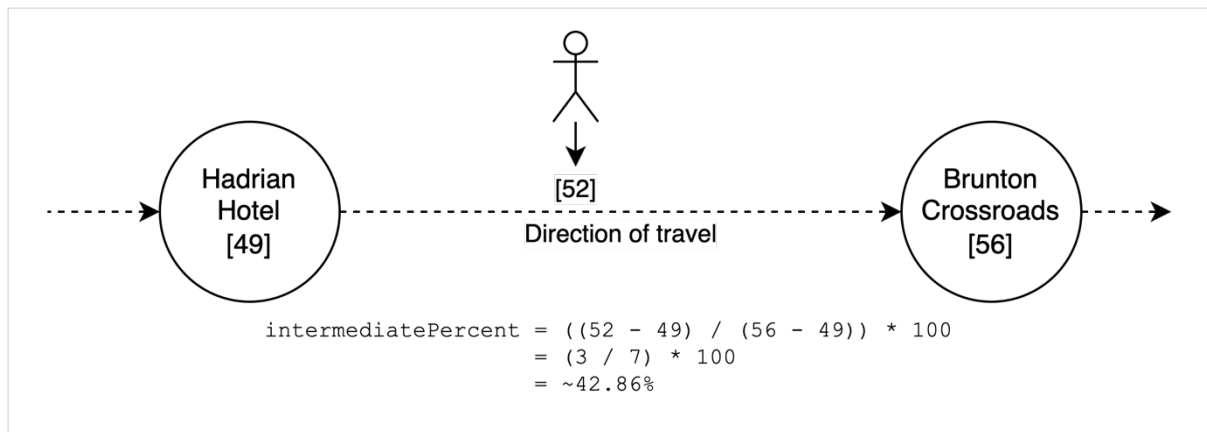 Hadrian
Hotel
[49]
[52]
Direction of travel
Brunton
Crossroads
[56]
intermediatePercent = ((52 - 49) / (56 - 49)) * 100
= (3 / 7) * 100
= ~42.86%